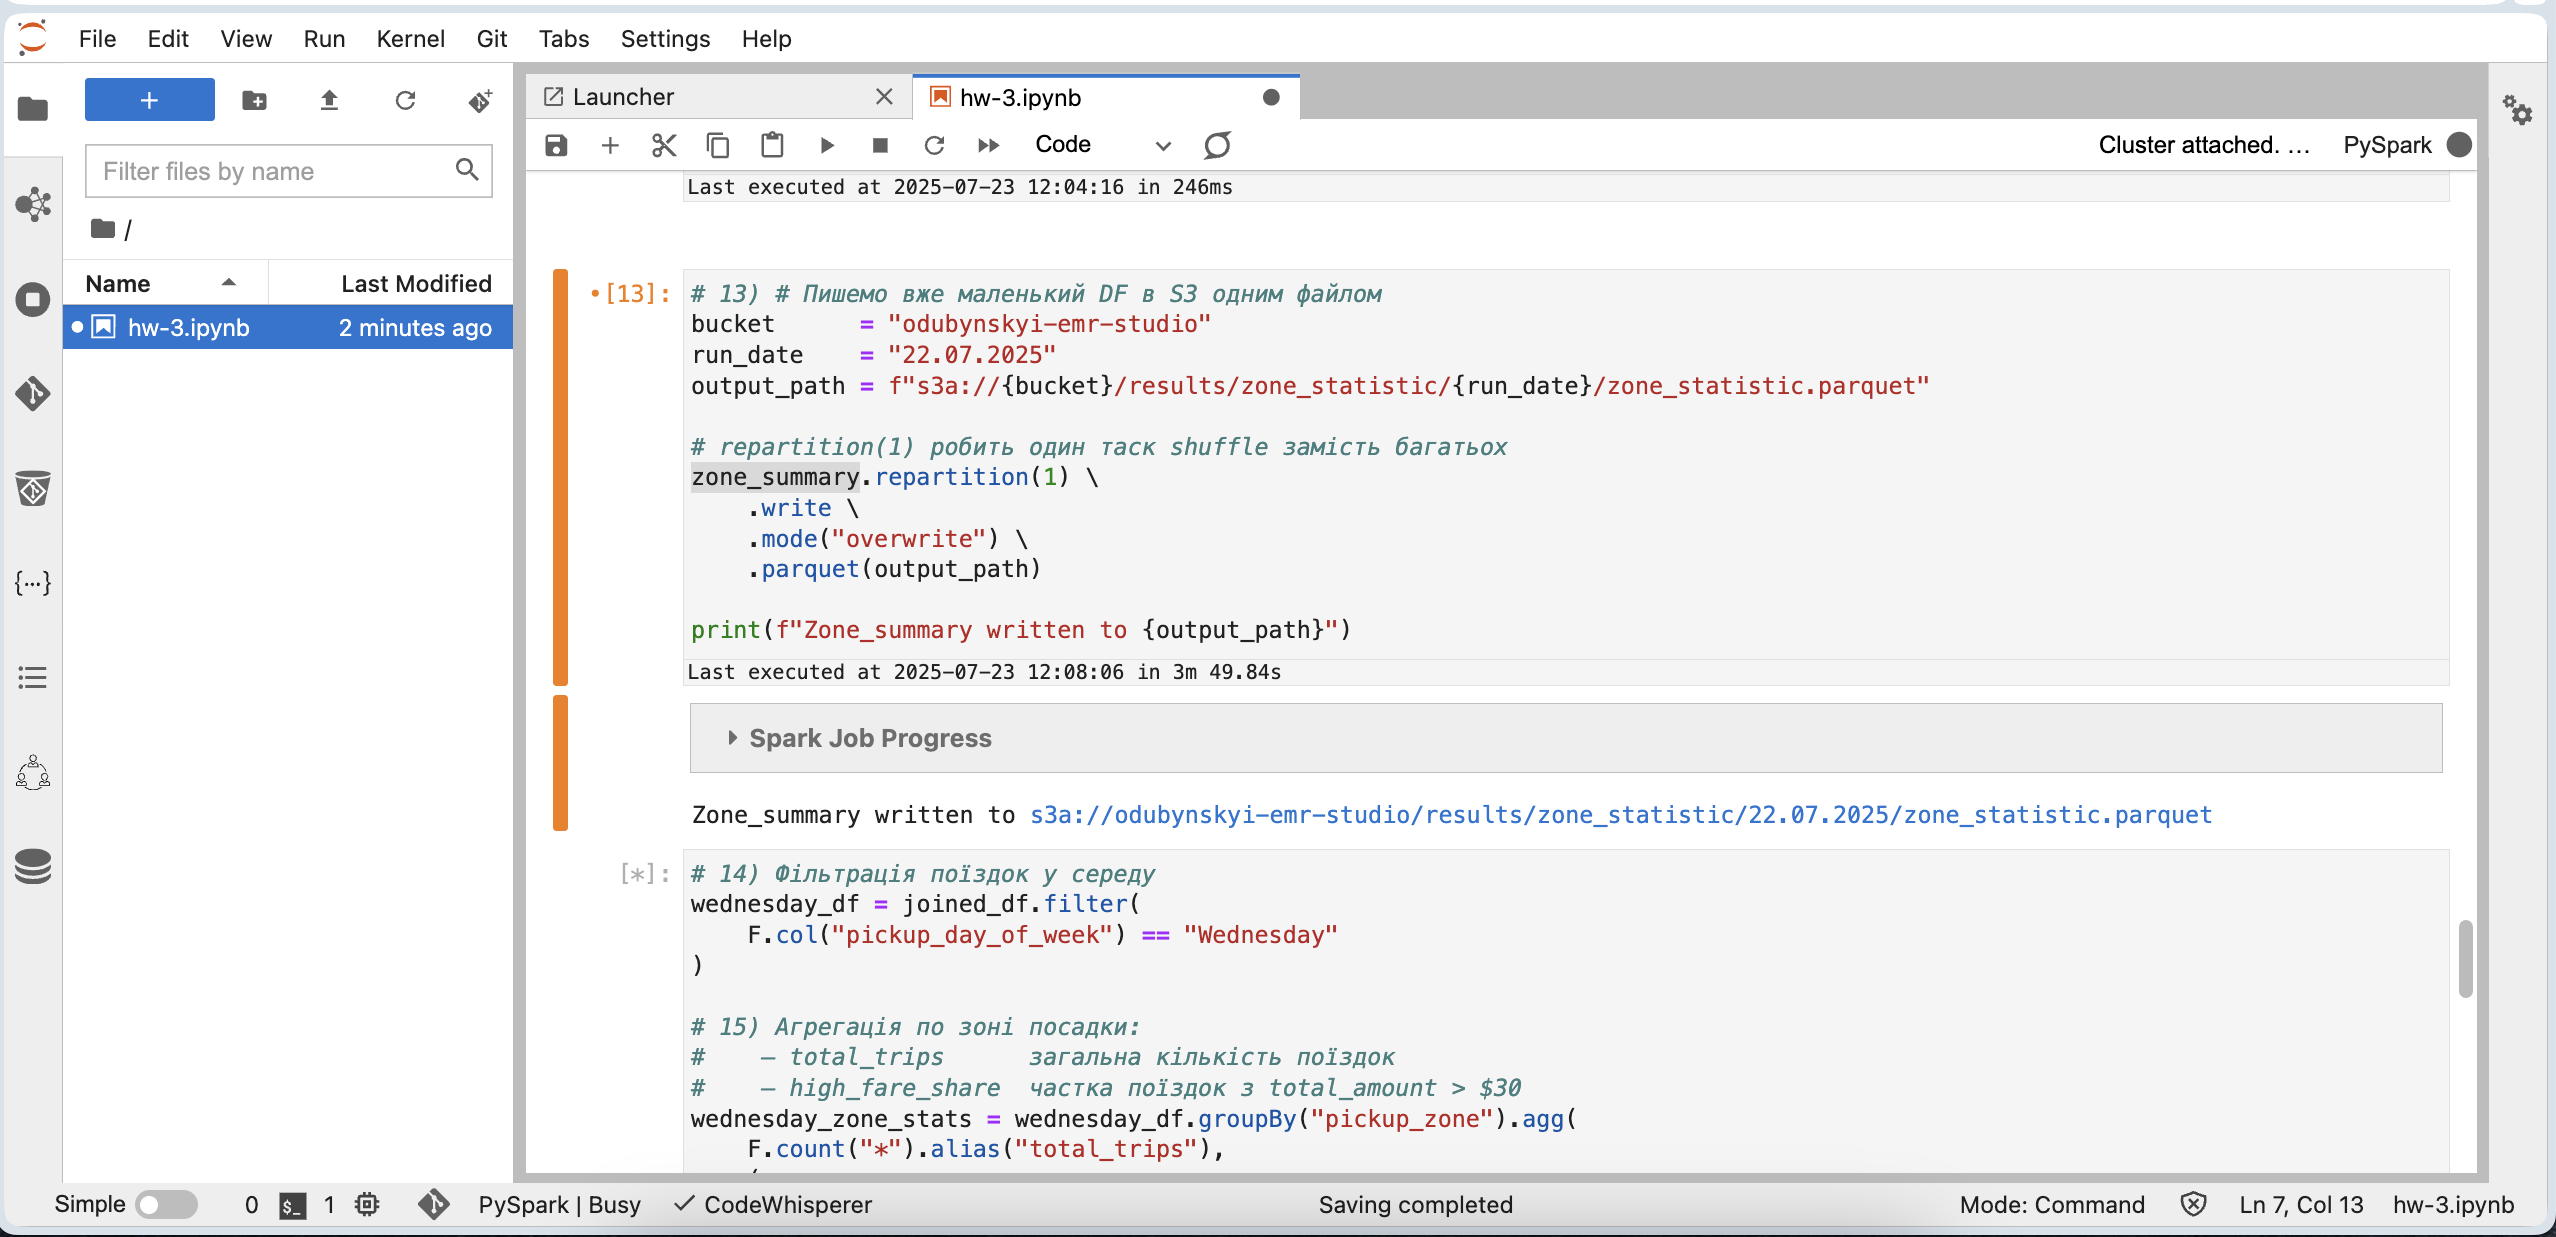 File Edit View Run Kernel Git Tabs Settings Help
+
Filter files by name
/
Name Last Modified
hw-3.ipynb 2 minutes ago
Launcher
hw-3.ipynb
Code
Cluster attached. ...
PySpark
Last executed at 2025-07-23 12:04:16 in 246ms
[13]:
# 13) # Пишемо вже маленький DF в S3 одним файлом
bucket      = "odubynskyi-emr-studio"
run_date    = "22.07.2025"
output_path = f"s3a://{bucket}/results/zone_statistic/{run_date}/zone_statistic.parquet"
# repartition(1) робить один таск shuffle замість багатьох
zone_summary.repartition(1) \
    .write \
    .mode("overwrite") \
    .parquet(output_path)
print(f"Zone_summary written to {output_path}")
Last executed at 2025-07-23 12:08:06 in 3m 49.84s
Spark Job Progress
Zone_summary written to s3a://odubynskyi-emr-studio/results/zone_statistic/22.07.2025/zone_statistic.parquet
[*]:
# 14) Фільтрація поїздок у середу
wednesday_df = joined_df.filter(
    F.col("pickup_day_of_week") == "Wednesday"
)
# 15) Агрегація по зоні посадки:
#    – total_trips      загальна кількість поїздок
#    – high_fare_share  частка поїздок з total_amount > $30
wednesday_zone_stats = wednesday_df.groupBy("pickup_zone").agg(
    F.count("*").alias("total_trips"),
Simple 0 $_ 1 PySpark | Busy CodeWhisperer Saving completed Mode: Command Ln 7, Col 13 hw-3.ipynb